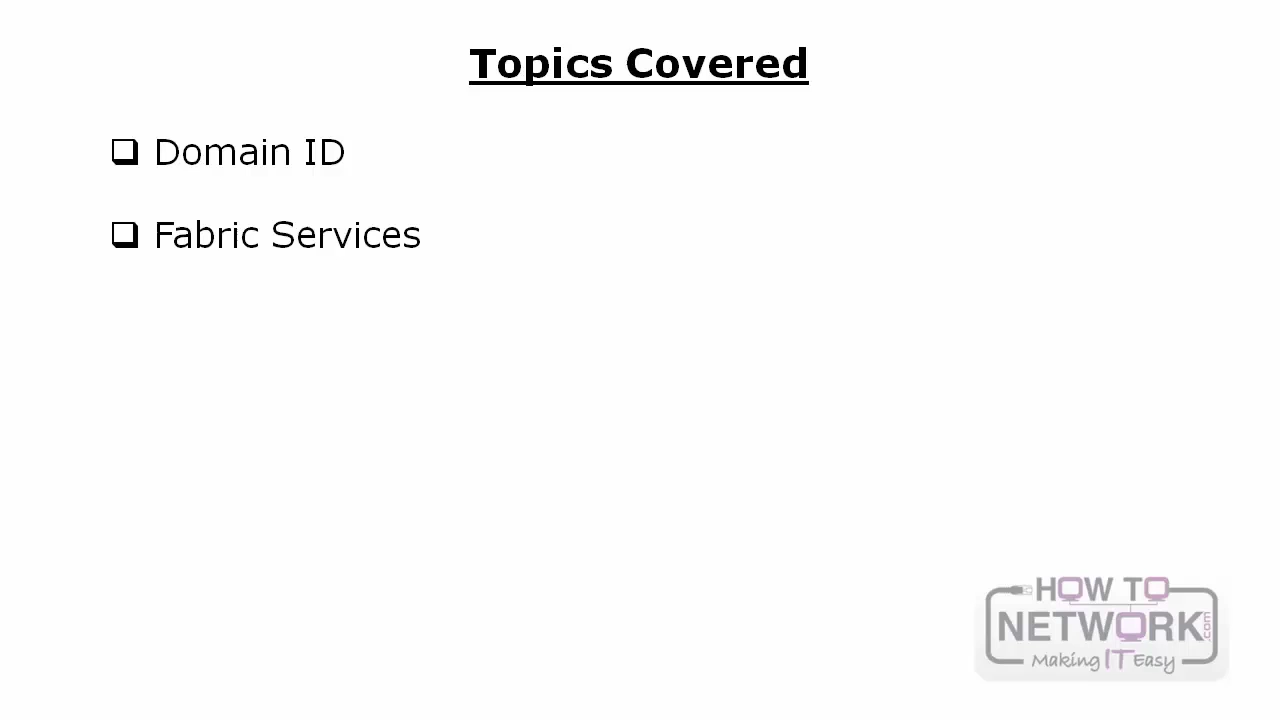 Topics Covered
Domain ID
Fabric Services
HOW TO
NETWORK.com
Making IT Easy